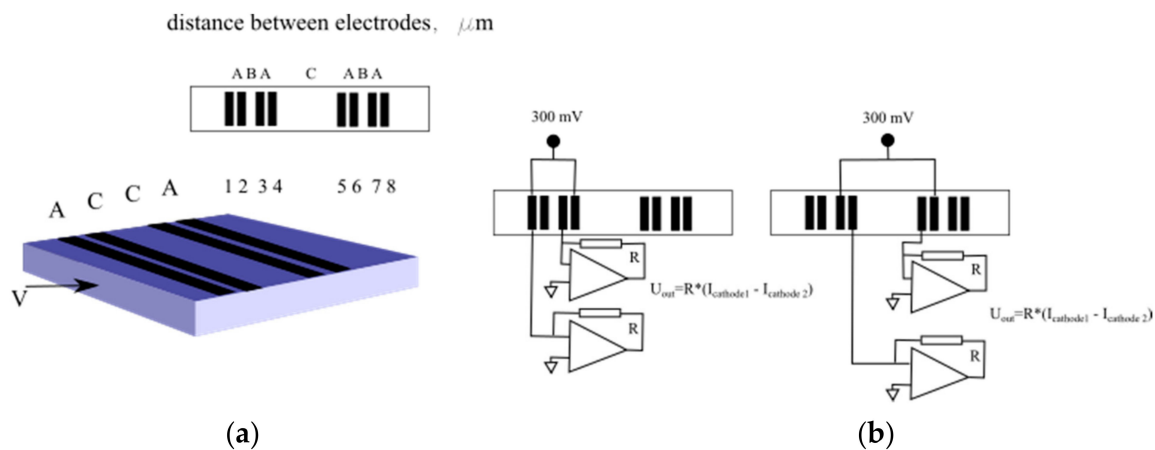 distance between electrodes, μm
A B A C A B A
A C C A
1 2 3 4 5 6 7 8
V
(a)
300 mV
R
U_out=R*(I_cathode1 - I_cathode 2)
R
300 mV
R
U_out=R*(I_cathode1 - I_cathode 2)
R
(b)